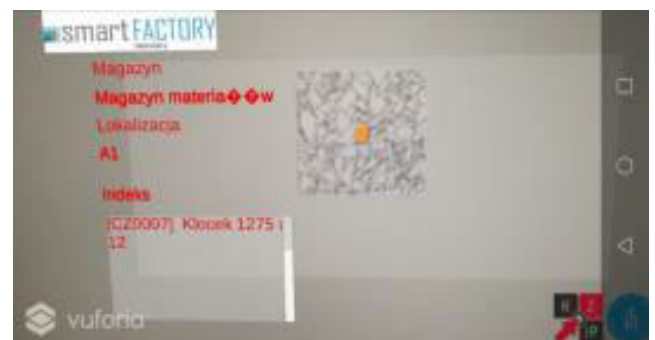 smartFACTORY
Magazyn
Magazyn materia��w
Lokalizacja
A1
Indeks
[CZ0007] Klocek 1275
12
vuforia